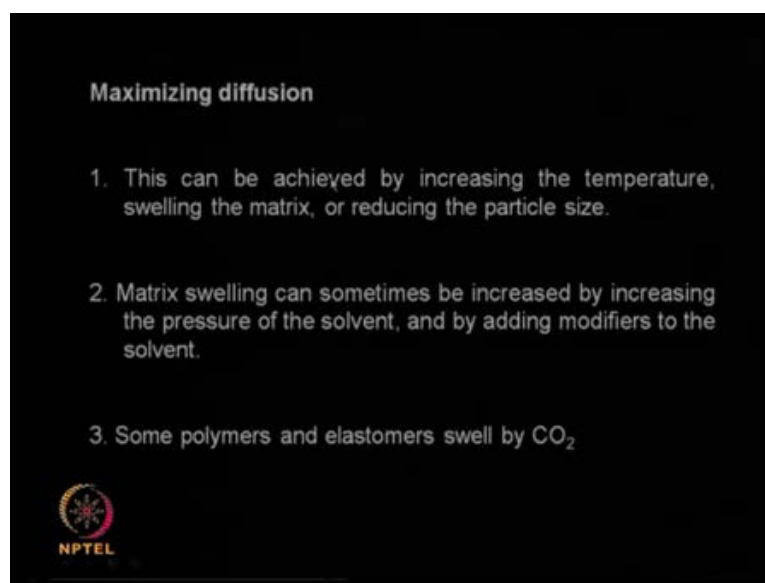 Maximizing diffusion
1. This can be achieved by increasing the temperature,
swelling the matrix, or reducing the particle size.
2. Matrix swelling can sometimes be increased by increasing
the pressure of the solvent, and by adding modifiers to the
solvent.
3. Some polymers and elastomers swell by CO₂
NPTEL